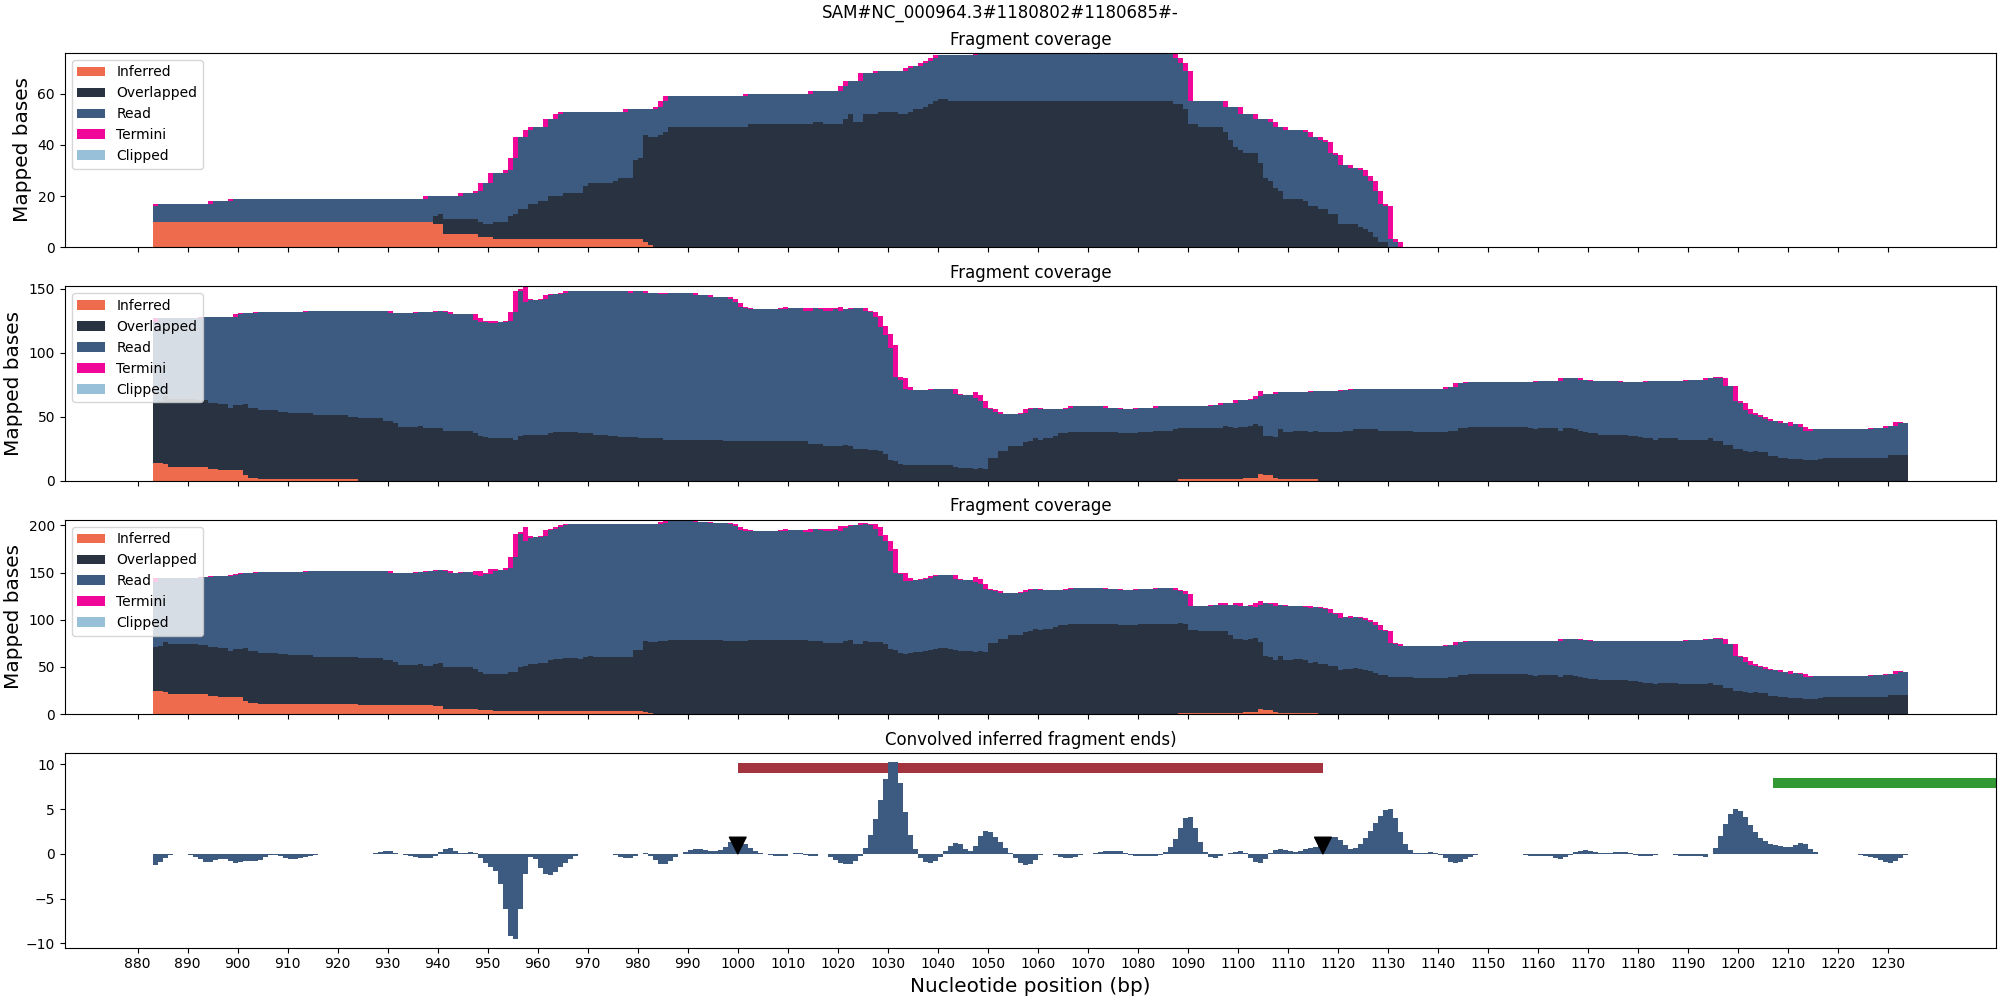 SAM#NC_000964.3#1180802#1180685#-
Fragment coverage
Mapped bases
60
40
20
0
Inferred
Overlapped
Read
Termini
Clipped
Fragment coverage
Mapped bases
150
100
50
0
Inferred
Overlapped
Read
Termini
Clipped
Fragment coverage
Mapped bases
200
150
100
50
0
Inferred
Overlapped
Read
Termini
Clipped
Convolved inferred fragment ends)
10
5
0
−5
−10
880 890 900 910 920 930 940 950 960 970 980 990 1000 1010 1020 1030 1040 1050 1060 1070 1080 1090 1100 1110 1120 1130 1140 1150 1160 1170 1180 1190 1200 1210 1220 1230
Nucleotide position (bp)